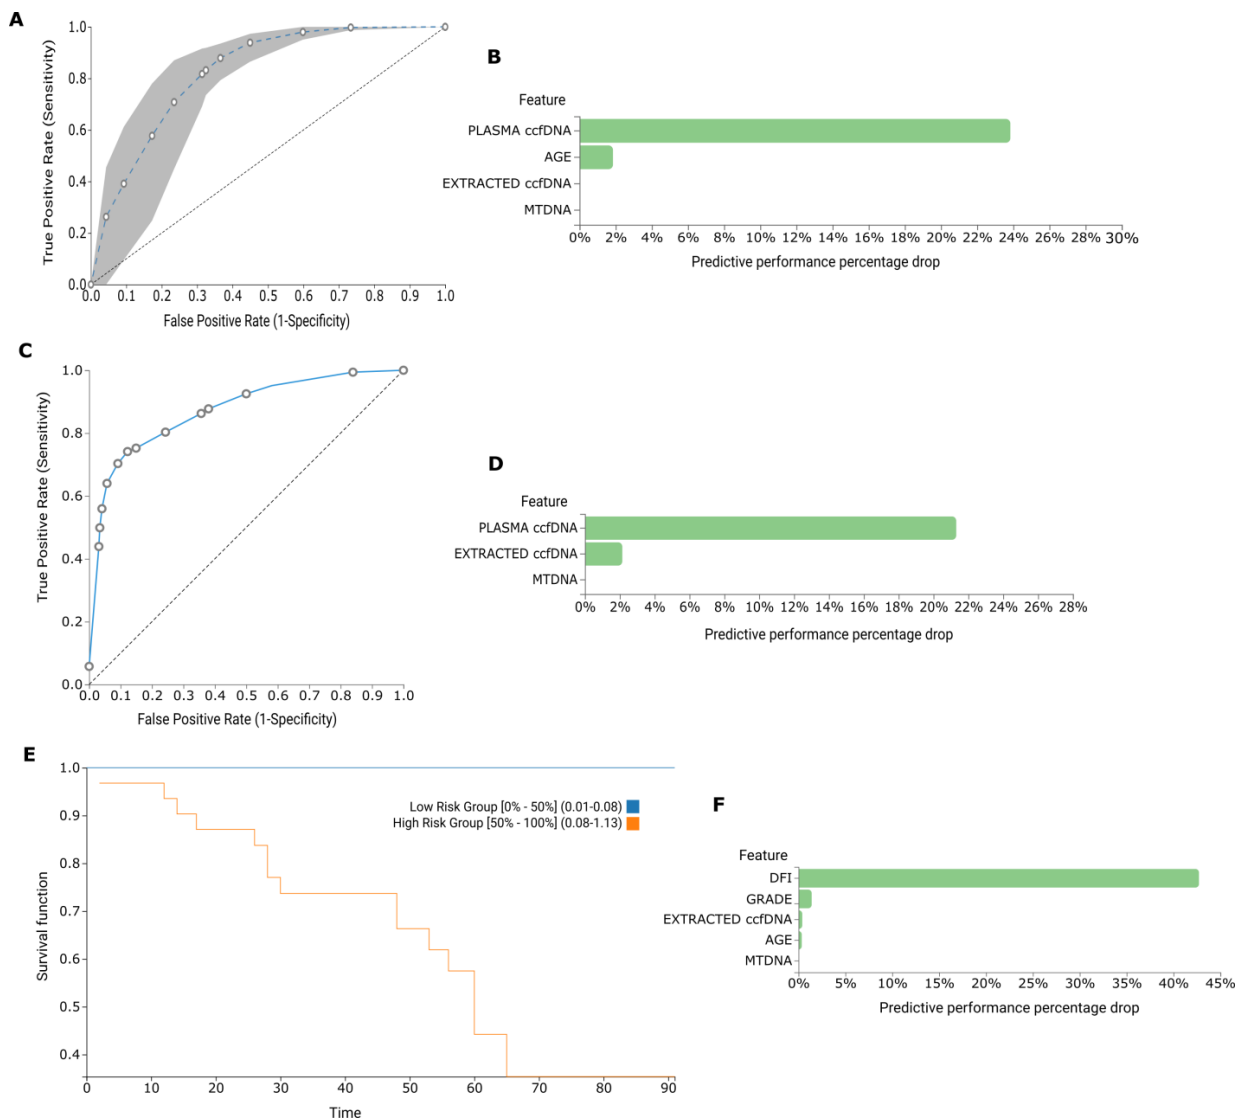 A
True Positive Rate (Sensitivity)
1.0
0.8
0.6
0.4
0.2
0.0
0.0 0.1 0.2 0.3 0.4 0.5 0.6 0.7 0.8 0.9 1.0
False Positive Rate (1-Specificity)
B
Feature
PLASMA ccfDNA
AGE
EXTRACTED ccfDNA
MTDNA
0% 2% 4% 6% 8% 10% 12% 14% 16% 18% 20% 22% 24% 26% 28% 30%
Predictive performance percentage drop
C
True Positive Rate (Sensitivity)
1.0
0.8
0.6
0.4
0.2
0.0
0.0 0.1 0.2 0.3 0.4 0.5 0.6 0.7 0.8 0.9 1.0
False Positive Rate (1-Specificity)
D
Feature
PLASMA ccfDNA
EXTRACTED ccfDNA
MTDNA
0% 2% 4% 6% 8% 10% 12% 14% 16% 18% 20% 22% 24% 26% 28%
Predictive performance percentage drop
E
Survival function
1.0
0.9
0.8
0.7
0.6
0.5
0.4
Low Risk Group [0% - 50%] (0.01-0.08)
High Risk Group [50% - 100%] (0.08-1.13)
0 10 20 30 40 50 60 70 80 90
Time
F
Feature
DFI
GRADE
EXTRACTED ccfDNA
AGE
MTDNA
0% 5% 10% 15% 20% 25% 30% 35% 40% 45%
Predictive performance percentage drop